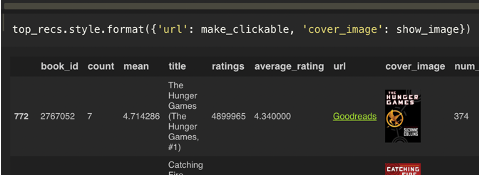 top_recs.style.format({'url': make_clickable, 'cover_image': show_image})
book_id count mean title ratings average_rating url cover_image num_
772 2767052 7 4.714286 The Hunger Games (The Hunger Games, #1) 4899965 4.340000 Goodreads 374
THE HUNGER GAMES
SUZANNE COLLINS
Catching Fire
CATCHING FIRE